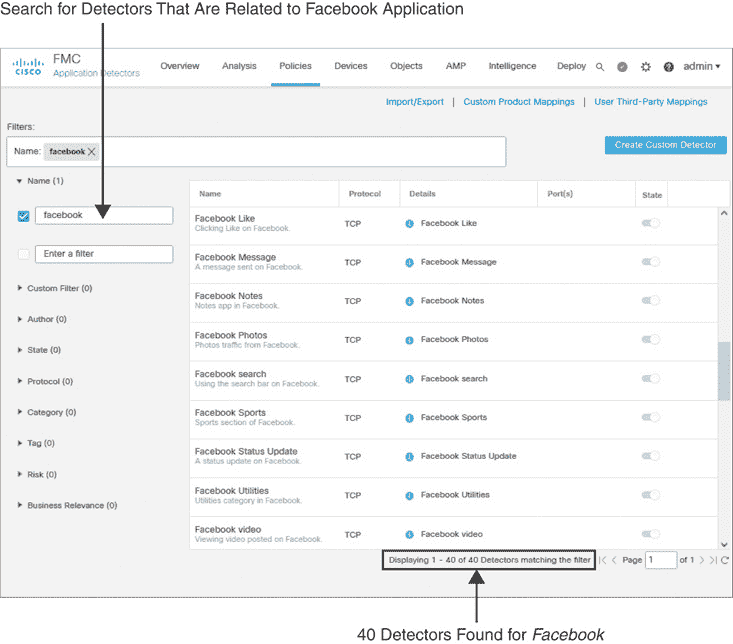 Search for Detectors That Are Related to Facebook Application
cisco
FMC
Application Detectors
Overview Analysis Policies Devices Objects AMP Intelligence Deploy admin
Import/Export | Custom Product Mappings | User Third-Party Mappings
Filters:
Name: facebook
Create Custom Detector
Name (1)
facebook
Enter a filter
Custom Filter (0)
Author (0)
State (0)
Protocol (0)
Category (0)
Tag (0)
Risk (0)
Business Relevance (0)
Name Protocol Details Port(s) State
Facebook Like TCP Facebook Like
Clicking Like on Facebook.
Facebook Message TCP Facebook Message
A message sent on Facebook.
Facebook Notes TCP Facebook Notes
Notes app in Facebook.
Facebook Photos TCP Facebook Photos
Photos traffic from Facebook.
Facebook search TCP Facebook search
Using the search bar on Facebook.
Facebook Sports TCP Facebook Sports
Sports section of Facebook.
Facebook Status Update TCP Facebook Status Update
A status update on Facebook.
Facebook Utilities TCP Facebook Utilities
Utilities category in Facebook.
Facebook video TCP Facebook video
Viewing video posted on Facebook.
Displaying 1 - 40 of 40 Detectors matching the filter Page 1 of 1
40 Detectors Found for Facebook